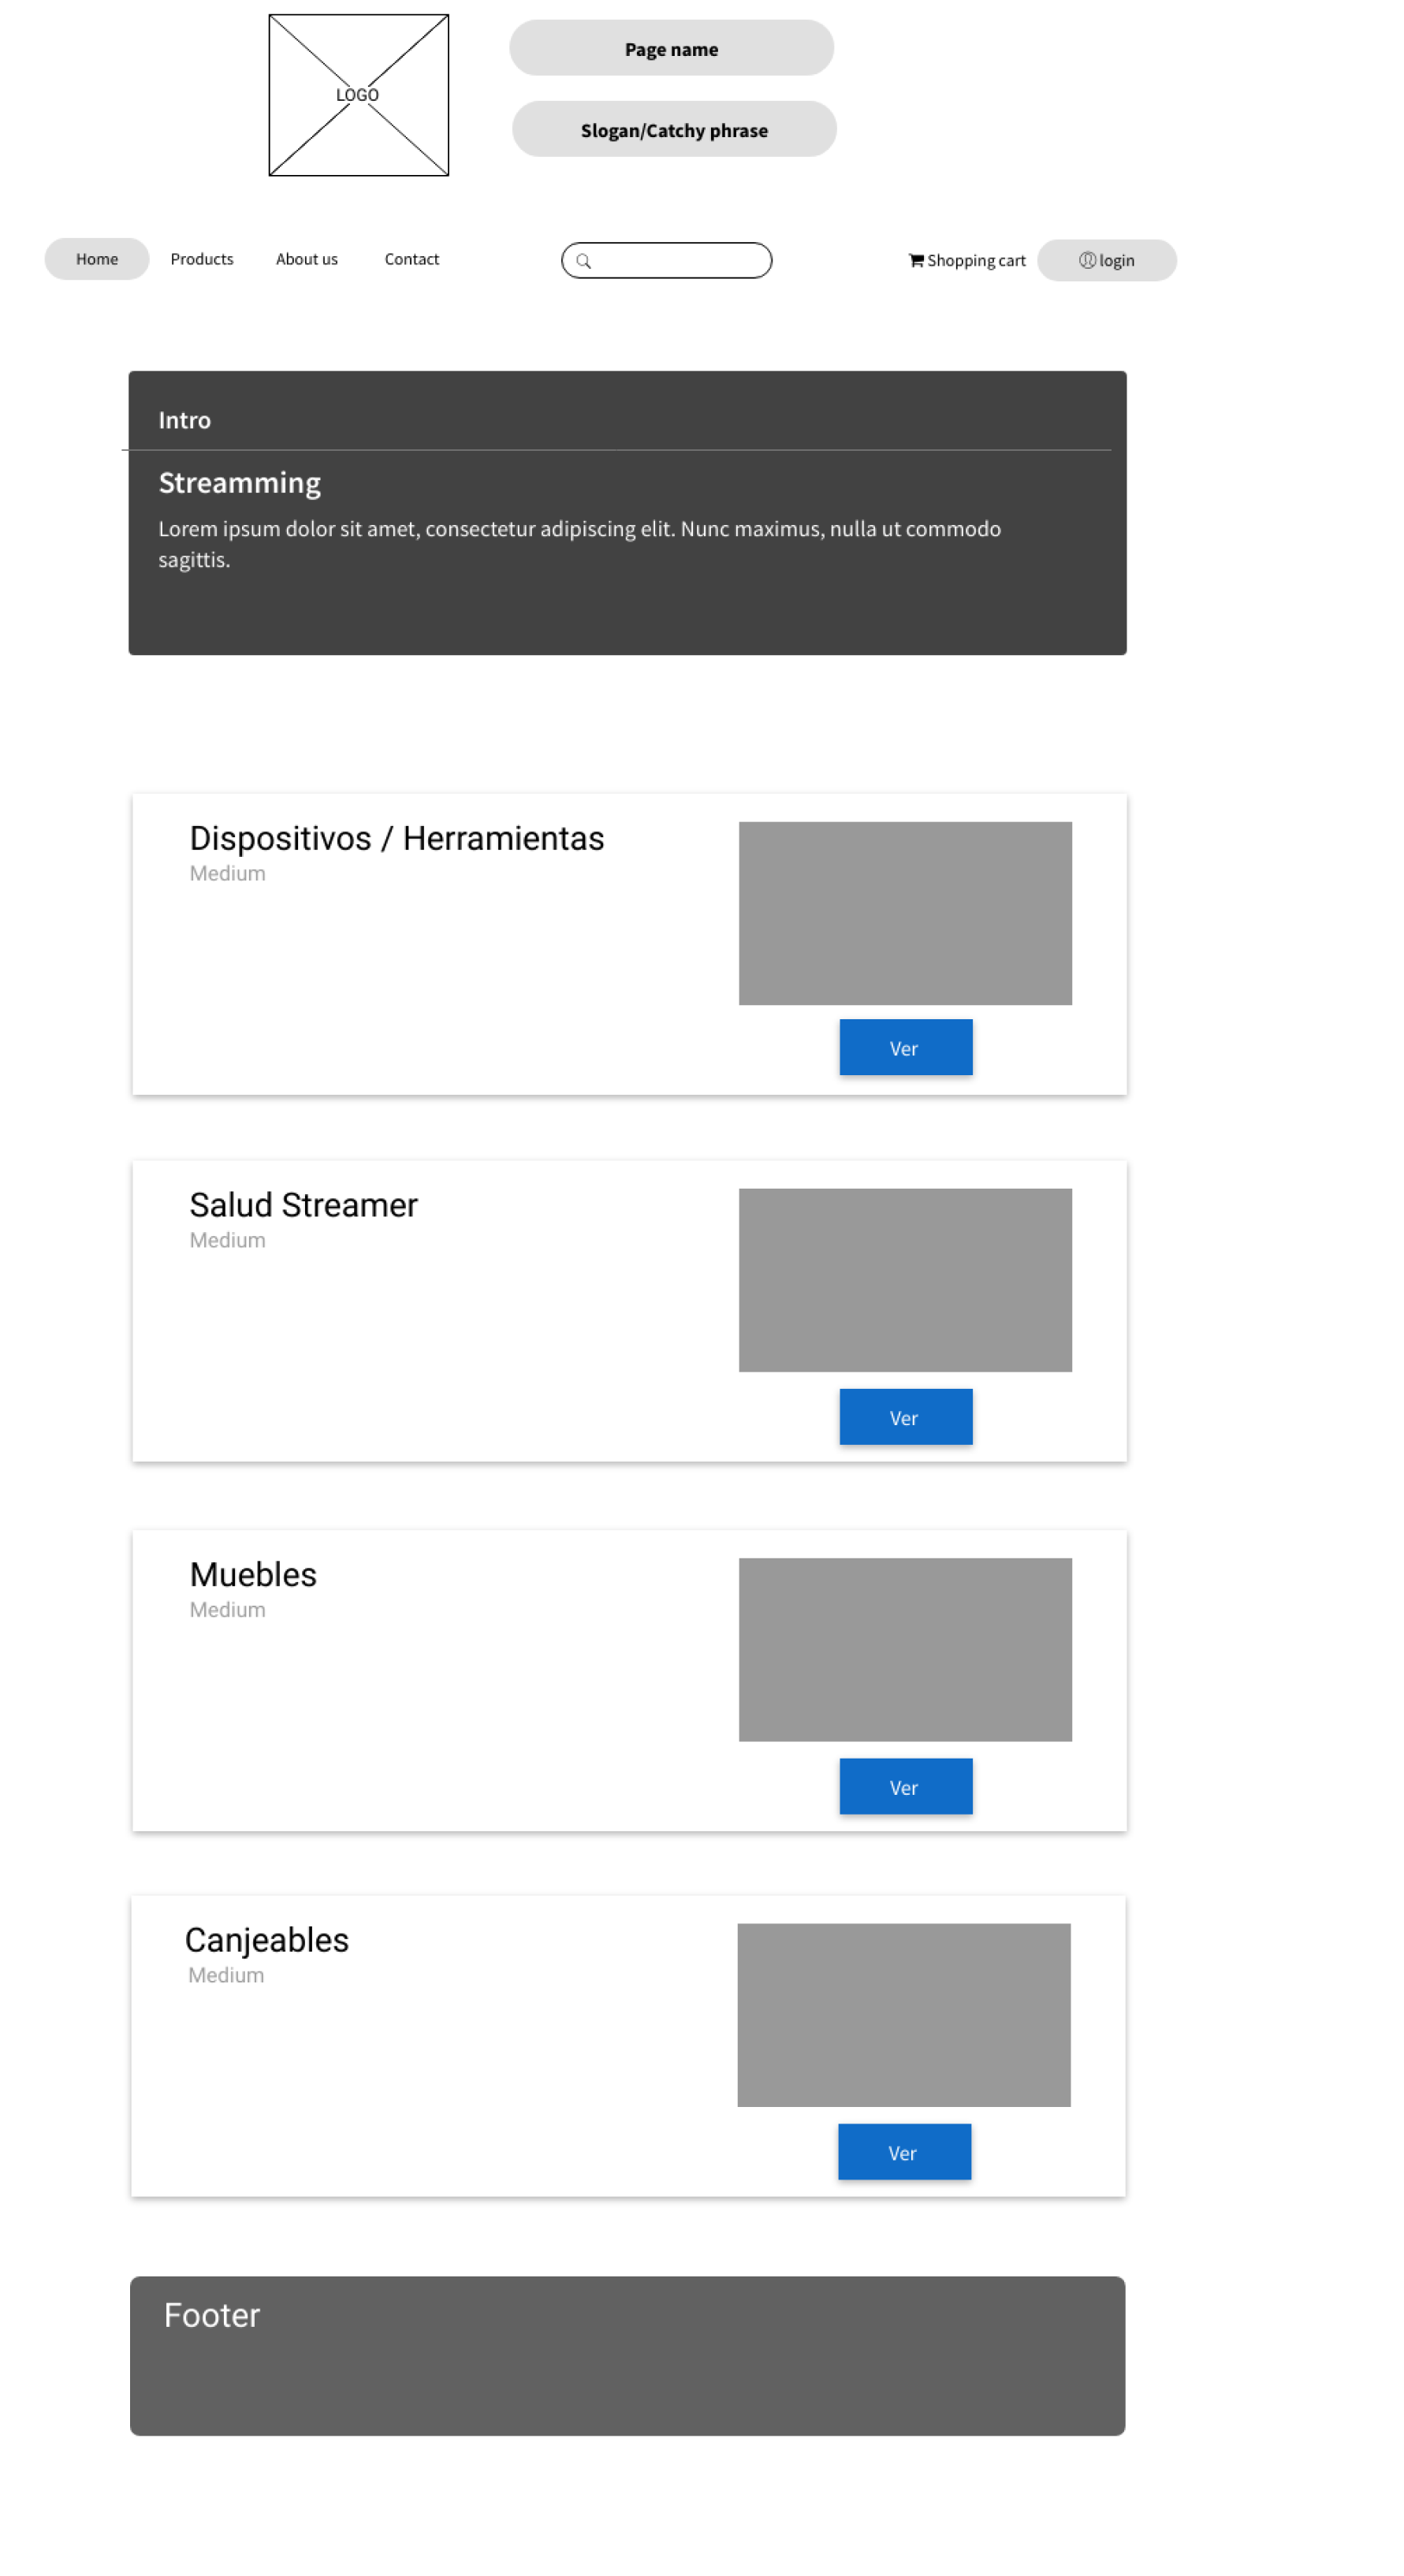 LOGO
Page name
Slogan/Catchy phrase
Home
Products
About us
Contact
Shopping cart
login
Intro
Streamming
Lorem ipsum dolor sit amet, consectetur adipiscing elit. Nunc maximus, nulla ut commodo
sagittis.
Dispositivos / Herramientas
Medium
Ver
Salud Streamer
Medium
Ver
Muebles
Medium
Ver
Canjeables
Medium
Ver
Footer